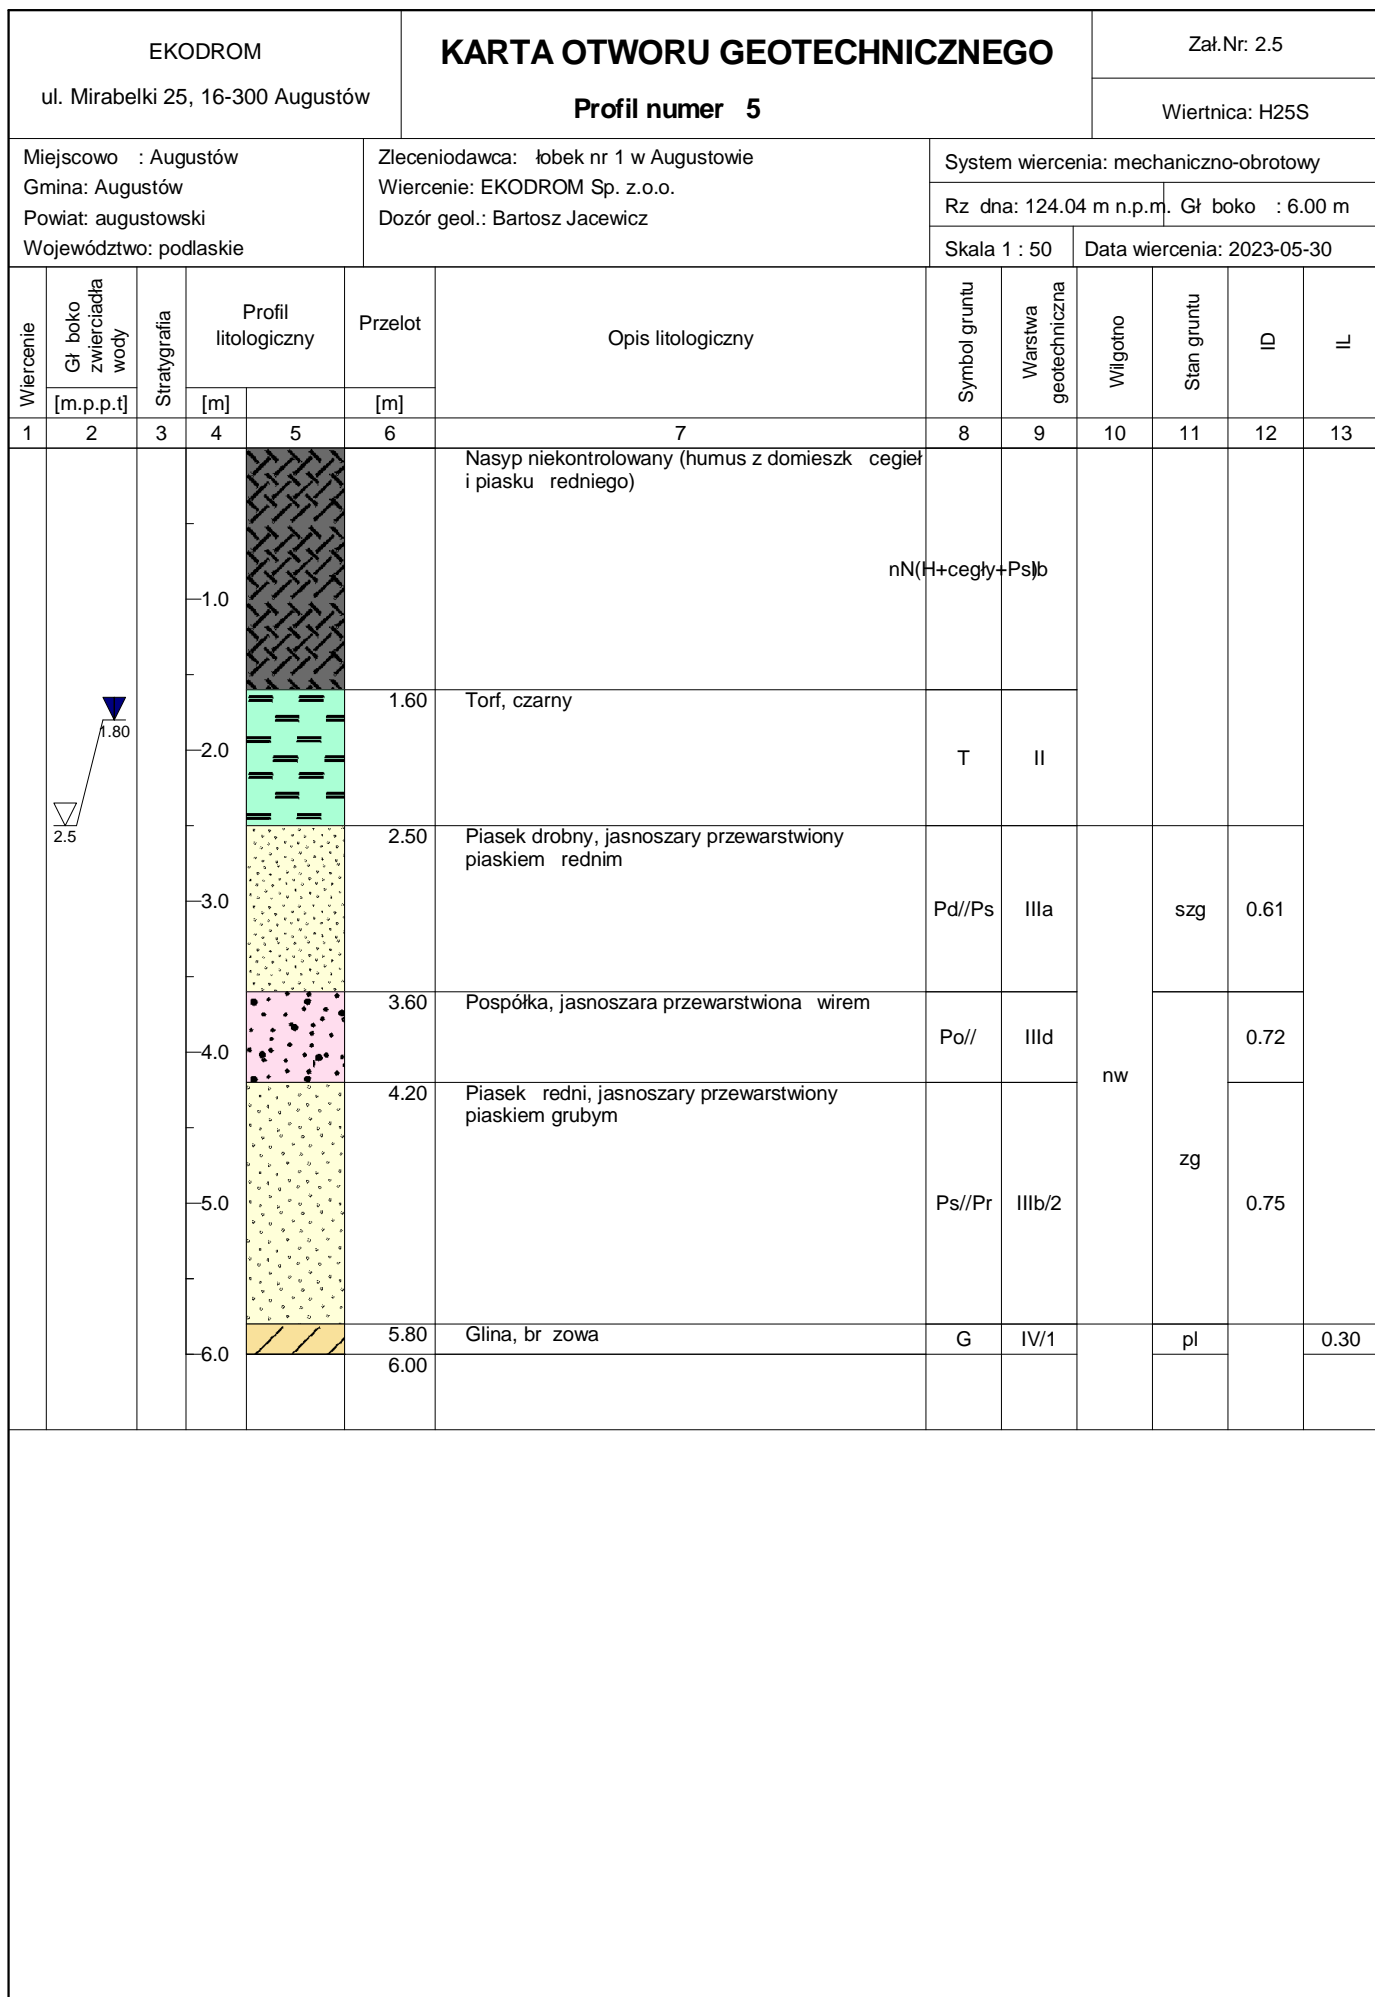 EKODROM
ul. Mirabelki 25, 16-300 Augustów
KARTA OTWORU GEOTECHNICZNEGO
Profil numer 5
Zał.Nr: 2.5
Wiertnica: H25S
Miejscowo : Augustów
Gmina: Augustów
Powiat: augustowski
Województwo: podlaskie
Zleceniodawca: łobek nr 1 w Augustowie
Wiercenie: EKODROM Sp. z.o.o.
Dozór geol.: Bartosz Jacewicz
System wiercenia: mechaniczno-obrotowy
Rz dna: 124.04 m n.p.m. Gł boko : 6.00 m
Skala 1 : 50 Data wiercenia: 2023-05-30
Wiercenie
Gł boko
zwierciadła
wody
[m.p.p.t]
Stratygrafia
Profil
litologiczny
[m]
Przelot
[m]
Opis litologiczny
Symbol gruntu
Warstwa
geotechniczna
Wilgotno
Stan gruntu
ID
IL
1 2 3 4 5 6 7 8 9 10 11 12 13
Nasyp niekontrolowany (humus z domieszk cegieł
i piasku redniego)
nN(H+cegły+Ps)Ib
1.0
1.60 Torf, czarny
1.80
2.0
T II
2.5
2.50 Piasek drobny, jasnoszary przewarstwiony
piaskiem rednim
3.0
Pd//Ps IIIa szg 0.61
3.60 Pospółka, jasnoszara przewarstwiona wirem
4.0
Po// IIId 0.72
nw
4.20 Piasek redni, jasnoszary przewarstwiony
piaskiem grubym
zg
5.0
Ps//Pr IIIb/2 0.75
5.80 Glina, br zowa
G IV/1 pl 0.30
6.0
6.00